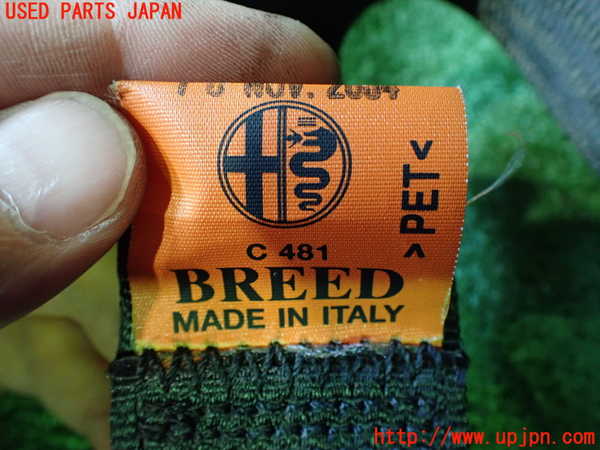 USED PARTS JAPAN
NOV. 2004
>PET<
C 481
BREED
MADE IN ITALY
http://www.upjpn.com